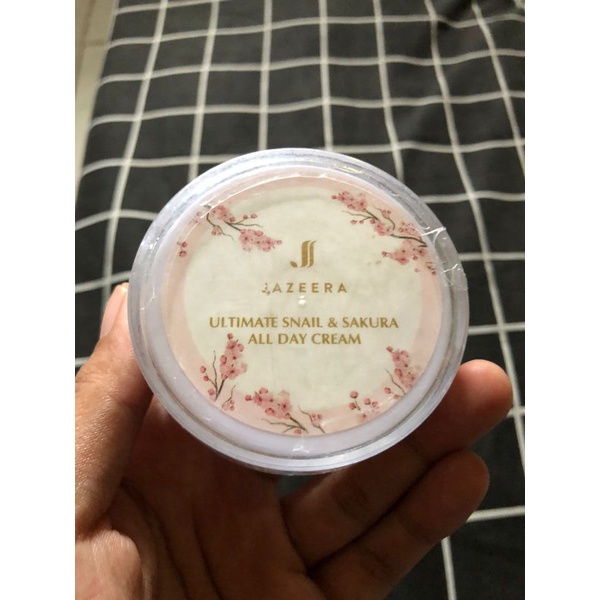 JAZEERA
ULTIMATE SNAIL & SAKURA
ALL DAY CREAM